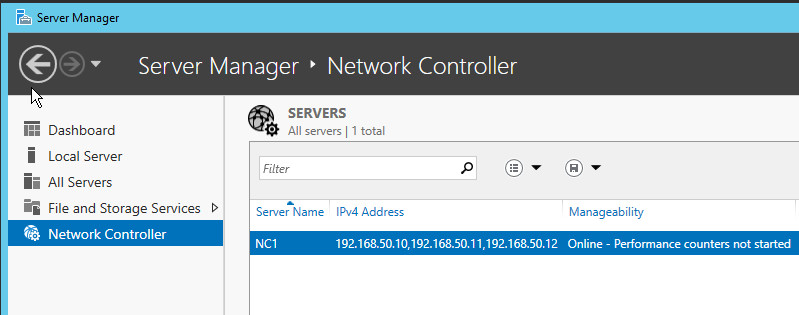 Server Manager
Server Manager ‣ Network Controller
Dashboard
Local Server
All Servers
File and Storage Services
Network Controller
SERVERS
All servers | 1 total
Filter
Server Name IPv4 Address Manageability
NC1 192.168.50.10,192.168.50.11,192.168.50.12 Online - Performance counters not started